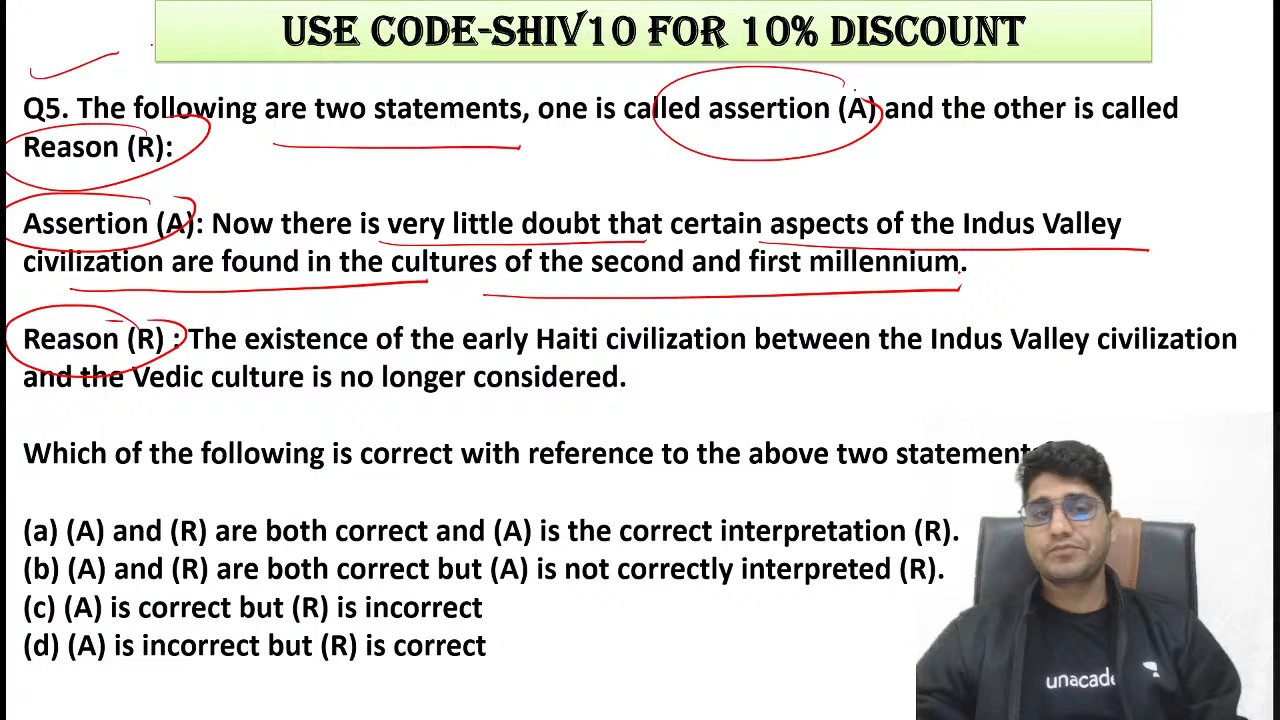 USE CODE-SHIV10 FOR 10% DISCOUNT
Q5. The following are two statements, one is called assertion (A) and the other is called
Reason (R):
Assertion (A): Now there is very little doubt that certain aspects of the Indus Valley
civilization are found in the cultures of the second and first millennium.
Reason (R) : The existence of the early Haiti civilization between the Indus Valley civilization
and the Vedic culture is no longer considered.
Which of the following is correct with reference to the above two statement
(a) (A) and (R) are both correct and (A) is the correct interpretation (R).
(b) (A) and (R) are both correct but (A) is not correctly interpreted (R).
(c) (A) is correct but (R) is incorrect
(d) (A) is incorrect but (R) is correct
unacade